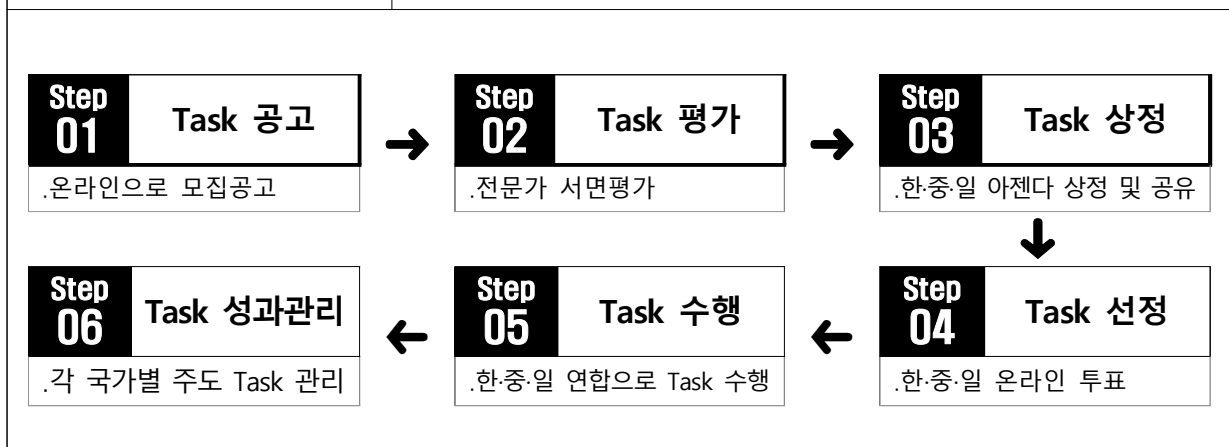 Step 01 Task 공고
.온라인으로 모집공고
Step 02 Task 평가
.전문가 서면평가
Step 03 Task 상정
.한·중·일 아젠다 상정 및 공유
Step 04 Task 선정
.한·중·일 온라인 투표
Step 05 Task 수행
.한·중·일 연합으로 Task 수행
Step 06 Task 성과관리
.각 국가별 주도 Task 관리